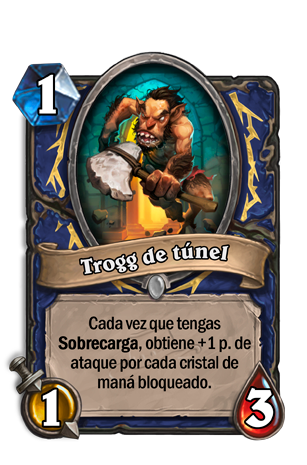 1
Trogg de túnel
Cada vez que tengas
Sobrecarga, obtiene +1 p. de
ataque por cada cristal de
maná bloqueado.
1
3